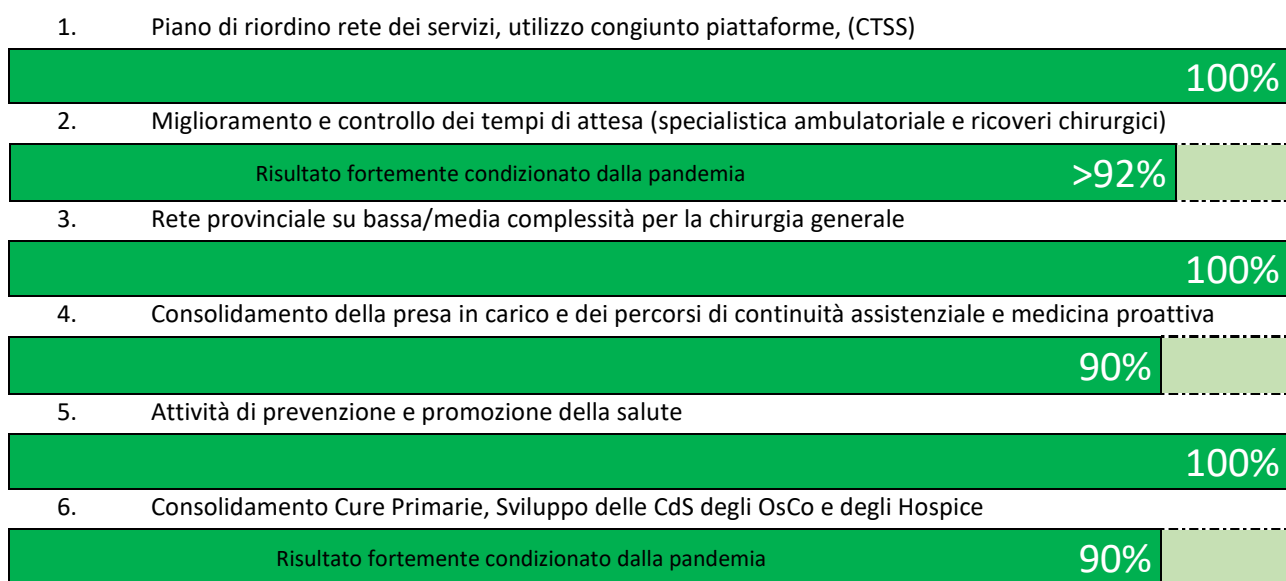 1. Piano di riordino rete dei servizi, utilizzo congiunto piattaforme, (CTSS)
100%
2. Miglioramento e controllo dei tempi di attesa (specialistica ambulatoriale e ricoveri chirurgici)
Risultato fortemente condizionato dalla pandemia >92%
3. Rete provinciale su bassa/media complessità per la chirurgia generale
100%
4. Consolidamento della presa in carico e dei percorsi di continuità assistenziale e medicina proattiva
90%
5. Attività di prevenzione e promozione della salute
100%
6. Consolidamento Cure Primarie, Sviluppo delle CdS degli OsCo e degli Hospice
Risultato fortemente condizionato dalla pandemia 90%